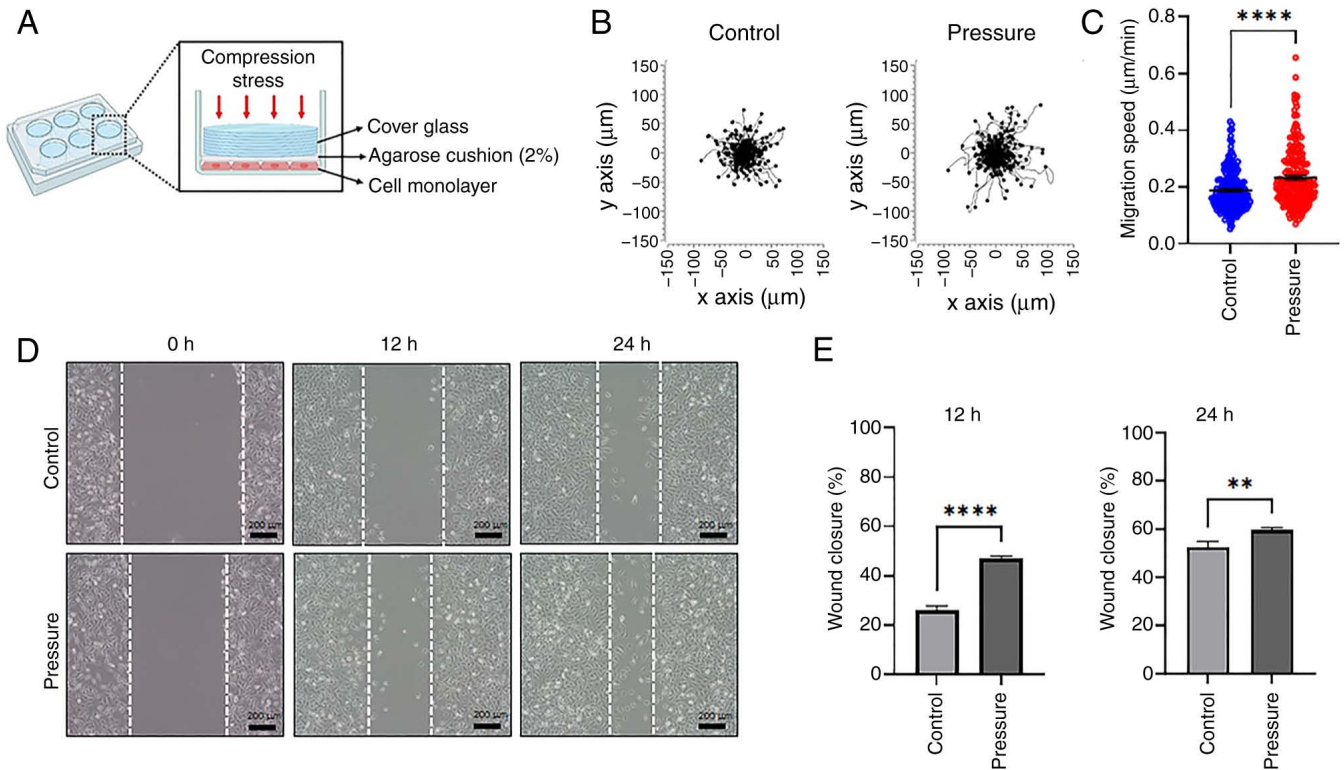 A
Compression
stress
Cover glass
Agarose cushion (2%)
Cell monolayer
B
Control
150
100
50
0
−50
−100
−150
y axis (μm)
−150
−100
−50
0
50
100
150
x axis (μm)
Pressure
150
100
50
0
−50
−100
−150
y axis (μm)
−150
−100
−50
0
50
100
150
x axis (μm)
C
****
0.8
0.6
0.4
0.2
0.0
Migration speed (μm/min)
Control
Pressure
D
0 h
12 h
24 h
Control
200 μm
200 μm
200 μm
Pressure
200 μm
200 μm
200 μm
E
12 h
****
100
80
60
40
20
0
Wound closure (%)
Control
Pressure
24 h
**
100
80
60
40
20
0
Wound closure (%)
Control
Pressure